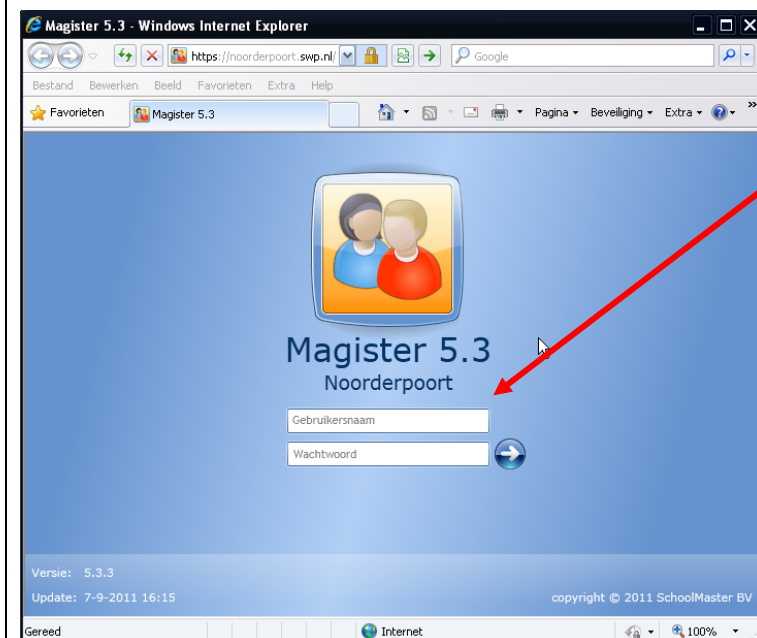 Magister 5.3 - Windows Internet Explorer
https://noorderpoort.swp.nl/ Google
Bestand Bewerken Beeld Favorieten Extra Help
Favorieten Magister 5.3 Pagina Beveiliging Extra »
Magister 5.3
Noorderpoort
Gebruikersnaam
Wachtwoord
Versie: 5.3.3
Update: 7-9-2011 16:15 copyright © 2011 SchoolMaster BV
Gereed Internet 100%